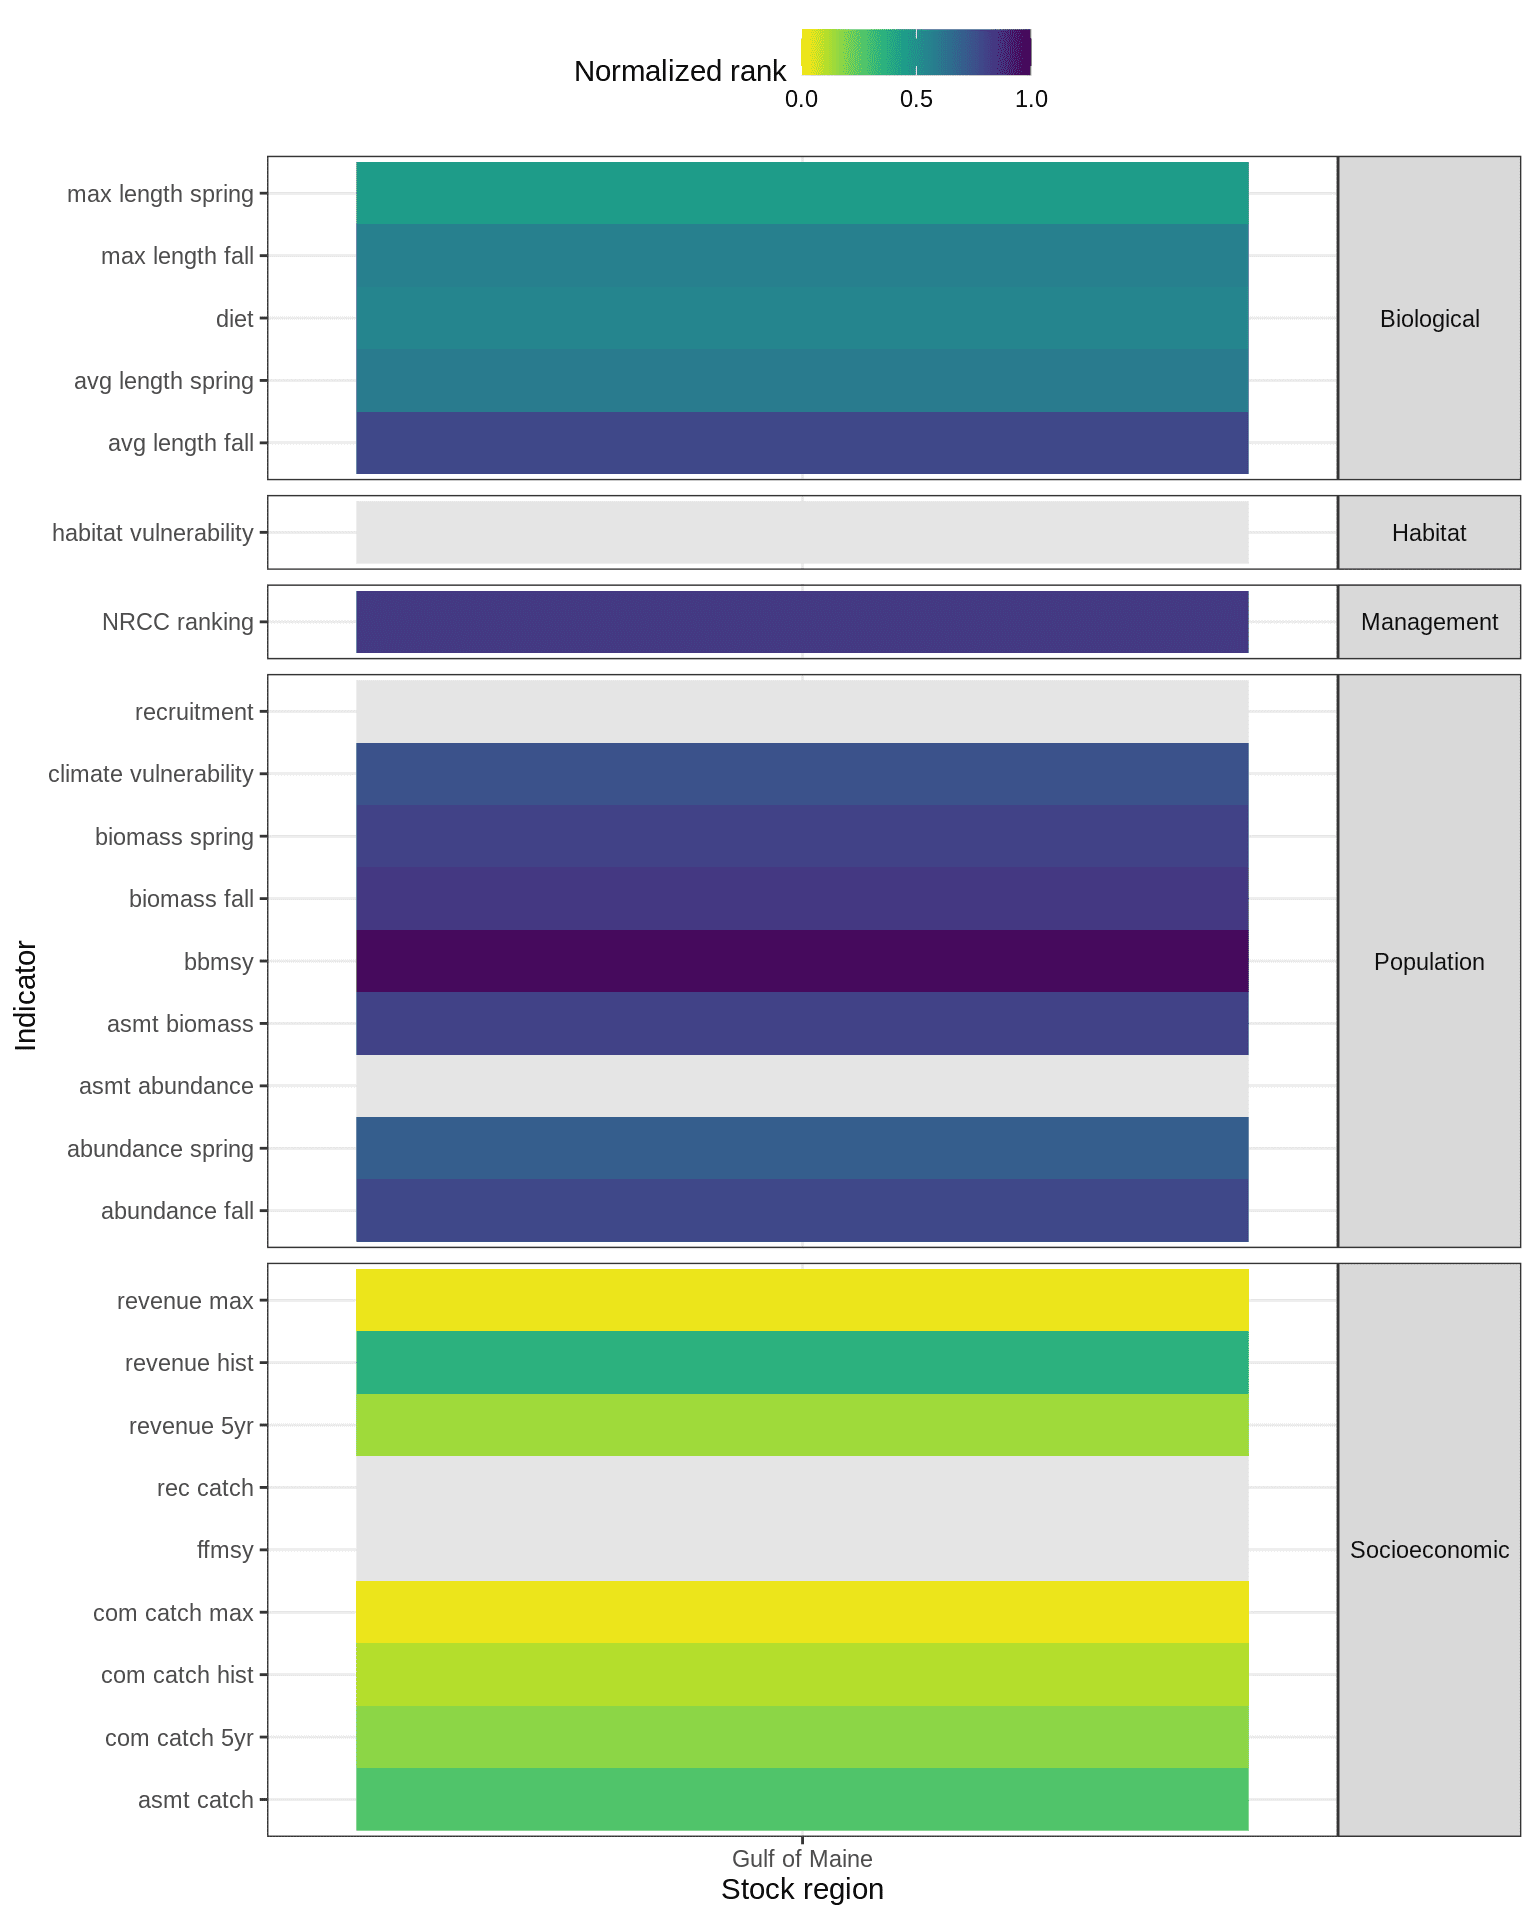 Normalized rank
0.0 0.5 1.0
max length spring
max length fall
diet
avg length spring
avg length fall
Biological
habitat vulnerability
Habitat
NRCC ranking
Management
recruitment
climate vulnerability
biomass spring
biomass fall
bbmsy
asmt biomass
asmt abundance
abundance spring
abundance fall
Population
Indicator
revenue max
revenue hist
revenue 5yr
rec catch
ffmsy
com catch max
com catch hist
com catch 5yr
asmt catch
Socioeconomic
Gulf of Maine
Stock region